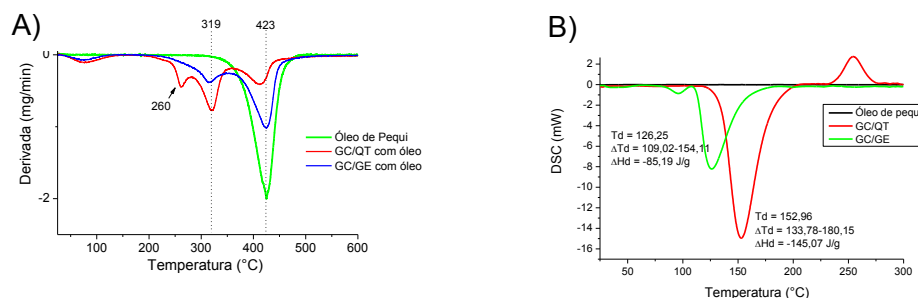 A)
319
423
0
-1
-2
Derivada (mg/min)
260
Óleo de Pequi
GC/QT com óleo
GC/GE com óleo
100
200
300
400
500
600
Temperatura (°C)
B)
2
0
-2
-4
-6
-8
-10
-12
-14
-16
DSC (mW)
Óleo de pequi
GC/QT
GC/GE
Td = 126,25
ΔTd = 109,02-154,11
ΔHd = -85,19 J/g
Td = 152,96
ΔTd = 133,78-180,15
ΔHd = -145,07 J/g
50
100
150
200
250
300
Temperatura (°C)